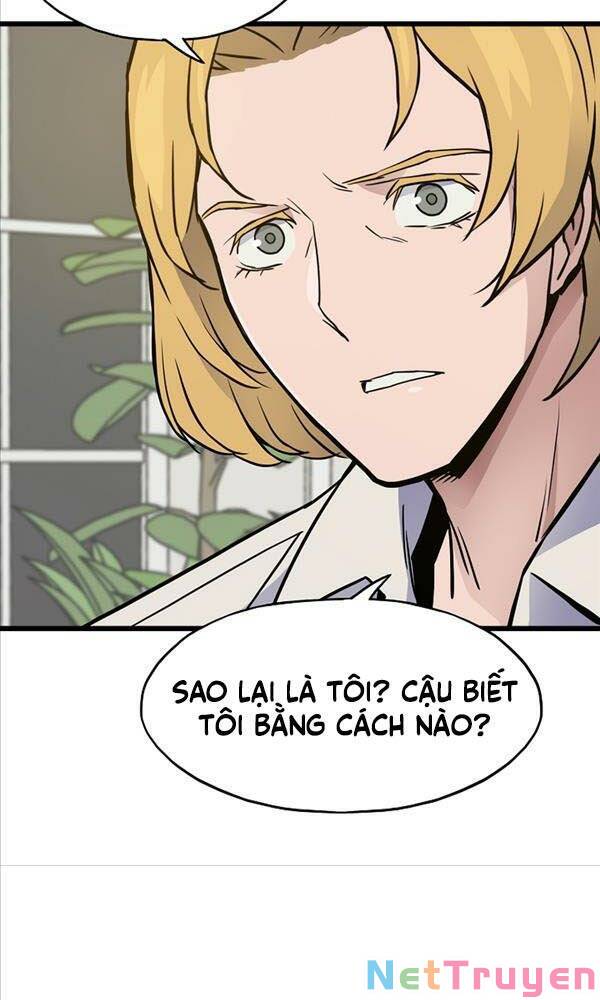 SAO LẠI LÀ TÔI? CẬU BIẾT
TÔI BẰNG CÁCH NÀO?
NetTruyen